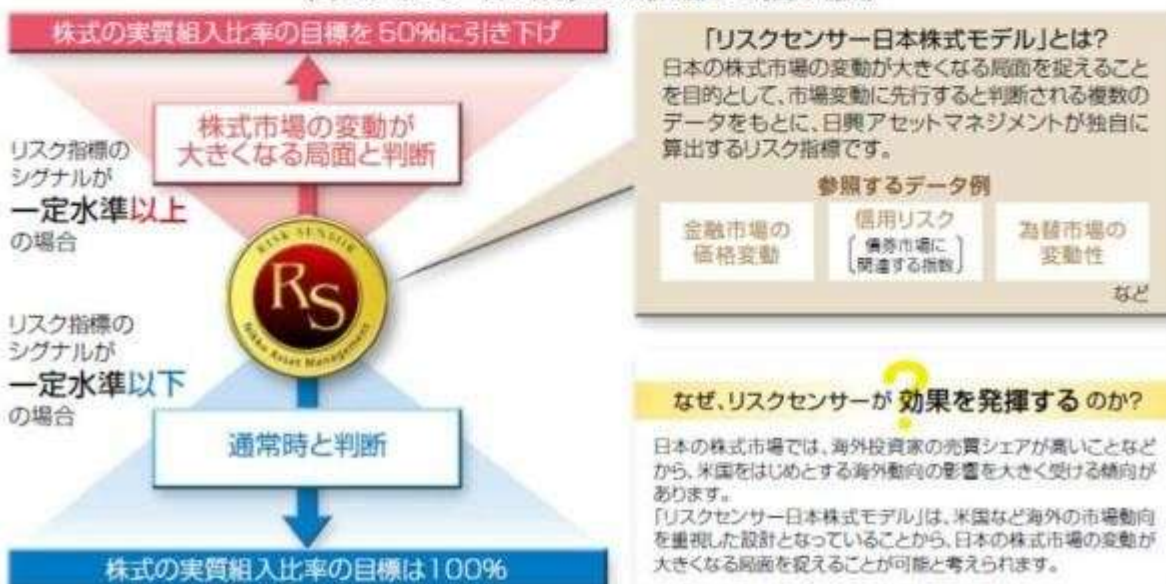 株式の実質組入比率の目標を50%に引き下げ
株式市場の変動が
大きくなる局面と判断
リスク指標の
シグナルが
一定水準以上
の場合
RISK SENSOR
RS
Nikko Asset Management
リスク指標の
シグナルが
一定水準以下
の場合
通常時と判断
株式の実質組入比率の目標は100%
「リスクセンサー日本株式モデル」とは?
日本の株式市場の変動が大きくなる局面を捉えること
を目的として、市場変動に先行すると判断される複数の
データをもとに、日興アセットマネジメントが独自に
算出するリスク指標です。
参照するデータ例
金融市場の
価格変動
信用リスク
債券市場に
関連する指数
為替市場の
変動性
など
?
なぜ、リスクセンサーが 効果を発揮する のか?
日本の株式市場では、海外投資家の売買シェアが高いことなど
から、米国をはじめとする海外動向の影響を大きく受ける傾向が
あります。
「リスクセンサー日本株式モデル」は、米国など海外の市場動向
を重視した設計となっていることから、日本の株式市場の変動が
大きくなる局面を捉えることが可能と考えられます。